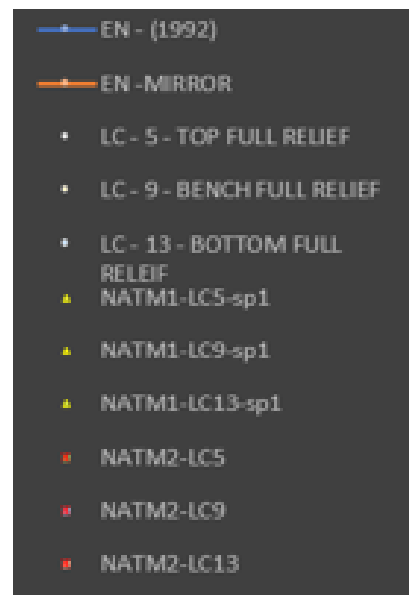 EN - (1992)
EN -MIRROR
LC - 5 - TOP FULL RELIEF
LC - 9 - BENCH FULL RELIEF
LC - 13 - BOTTOM FULL
RELEIF
NATM1-LC5-sp1
NATM1-LC9-sp1
NATM1-LC13-sp1
NATM2-LC5
NATM2-LC9
NATM2-LC13